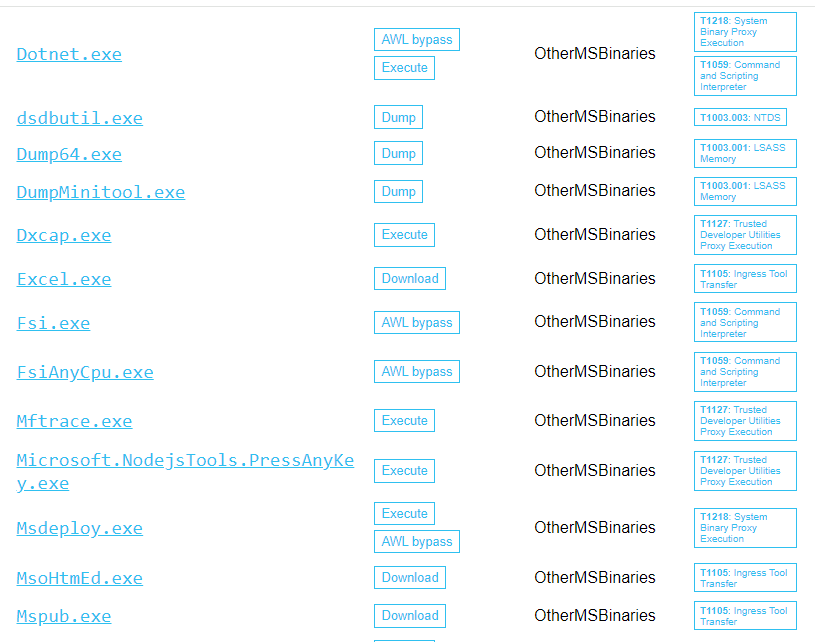 Dotnet.exe AWL bypass Execute OtherMSBinaries T1218: System Binary Proxy Execution T1059: Command and Scripting Interpreter
dsdbutil.exe Dump OtherMSBinaries T1003.003: NTDS
Dump64.exe Dump OtherMSBinaries T1003.001: LSASS Memory
DumpMinitool.exe Dump OtherMSBinaries T1003.001: LSASS Memory
Dxcap.exe Execute OtherMSBinaries T1127: Trusted Developer Utilities Proxy Execution
Excel.exe Download OtherMSBinaries T1105: Ingress Tool Transfer
Fsi.exe AWL bypass OtherMSBinaries T1059: Command and Scripting Interpreter
FsiAnyCpu.exe AWL bypass OtherMSBinaries T1059: Command and Scripting Interpreter
Mftrace.exe Execute OtherMSBinaries T1127: Trusted Developer Utilities Proxy Execution
Microsoft.NodejsTools.PressAnyKe
y.exe Execute OtherMSBinaries T1127: Trusted Developer Utilities Proxy Execution
Msdeploy.exe Execute AWL bypass OtherMSBinaries T1218: System Binary Proxy Execution
MsoHtmEd.exe Download OtherMSBinaries T1105: Ingress Tool Transfer
Mspub.exe Download OtherMSBinaries T1105: Ingress Tool Transfer